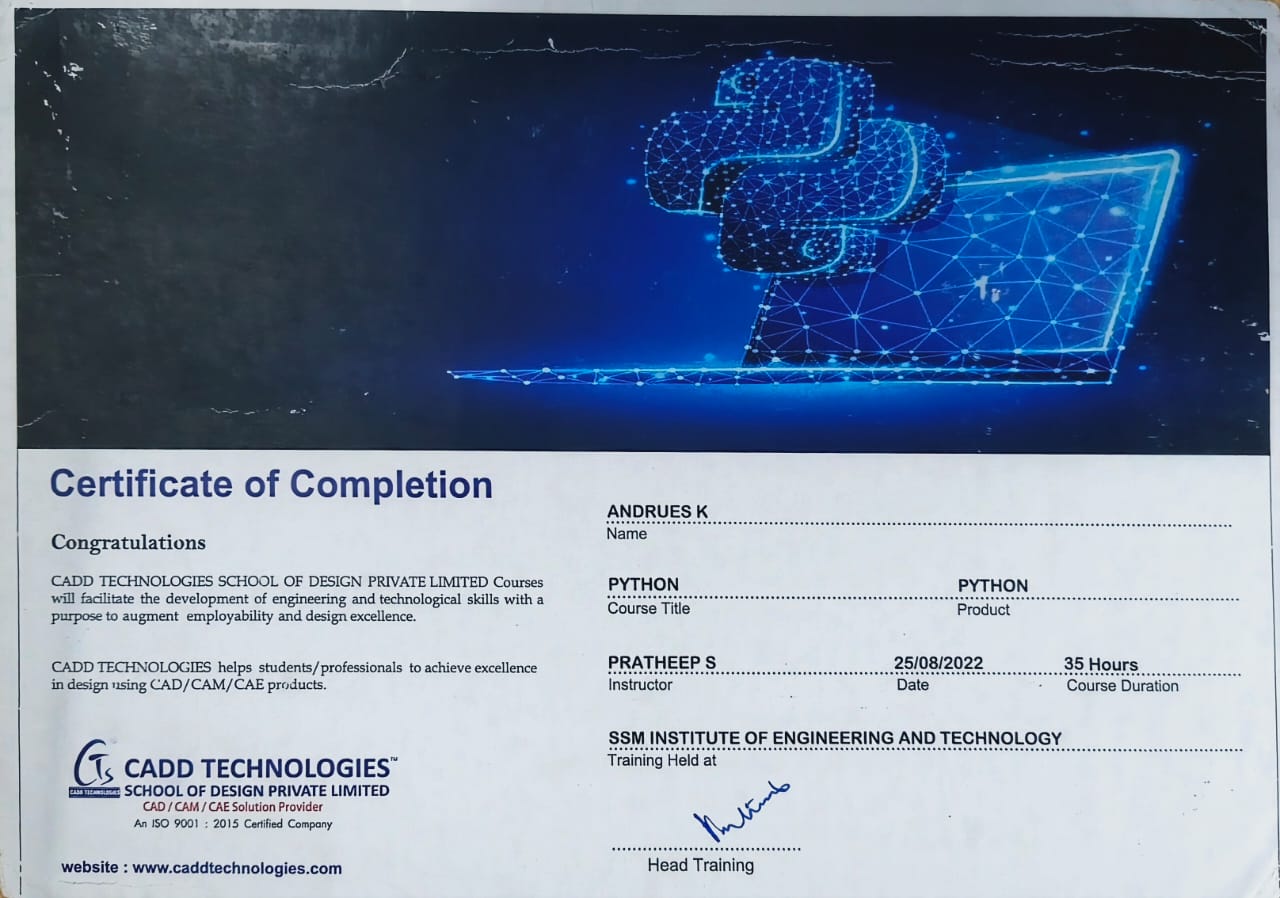 Certificate of Completion
Congratulations
CADD TECHNOLOGIES SCHOOL OF DESIGN PRIVATE LIMITED Courses
will facilitate the development of engineering and technological skills with a
purpose to augment employability and design excellence.
CADD TECHNOLOGIES helps students/professionals to achieve excellence
in design using CAD/CAM/CAE products.
CTs
CADD TECHNOLOGIES
CADD TECHNOLOGIES™
SCHOOL OF DESIGN PRIVATE LIMITED
CAD / CAM / CAE Solution Provider
An ISO 9001 : 2015 Certified Company
website : www.caddtechnologies.com
ANDRUES K
Name
PYTHON PYTHON
Course Title Product
PRATHEEP S 25/08/2022 35 Hours
Instructor Date Course Duration
SSM INSTITUTE OF ENGINEERING AND TECHNOLOGY
Training Held at
Head Training